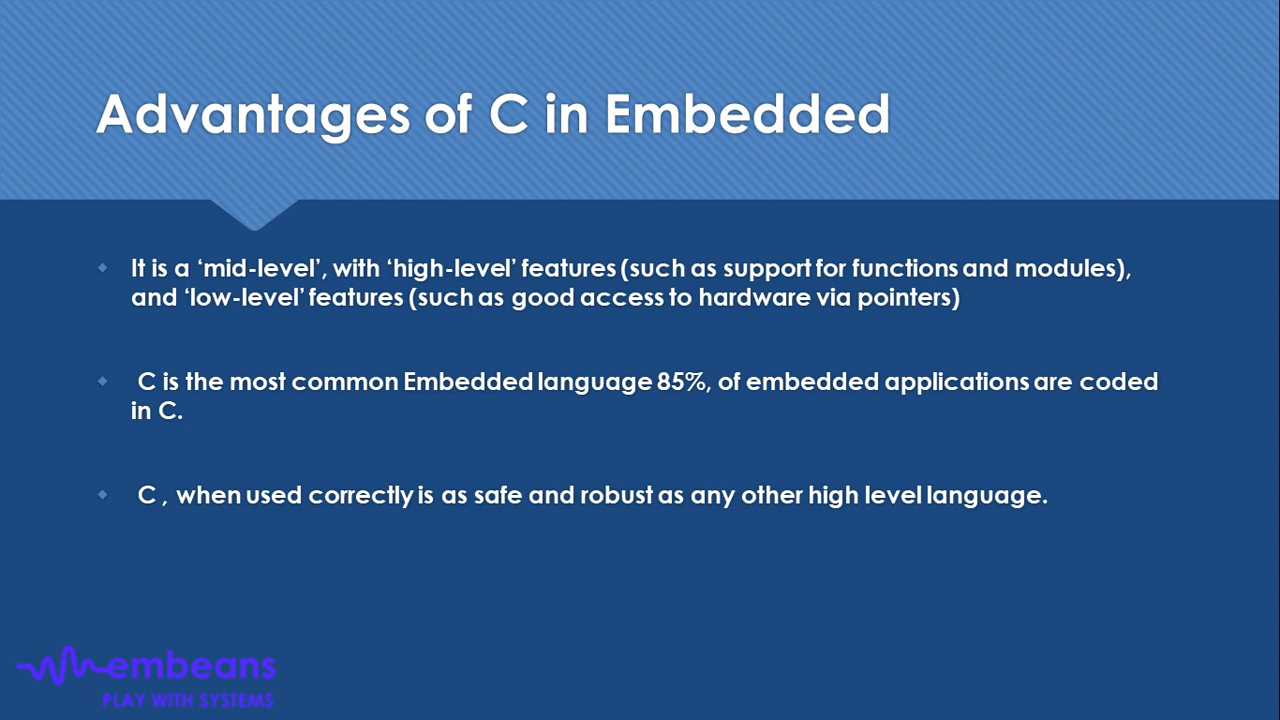 Advantages of C in Embedded
It is a ‘mid-level’, with ‘high-level’ features (such as support for functions and modules),
and ‘low-level’ features (such as good access to hardware via pointers)
C is the most common Embedded language 85%, of embedded applications are coded
in C.
C , when used correctly is as safe and robust as any other high level language.
embeans
PLAY WITH SYSTEMS